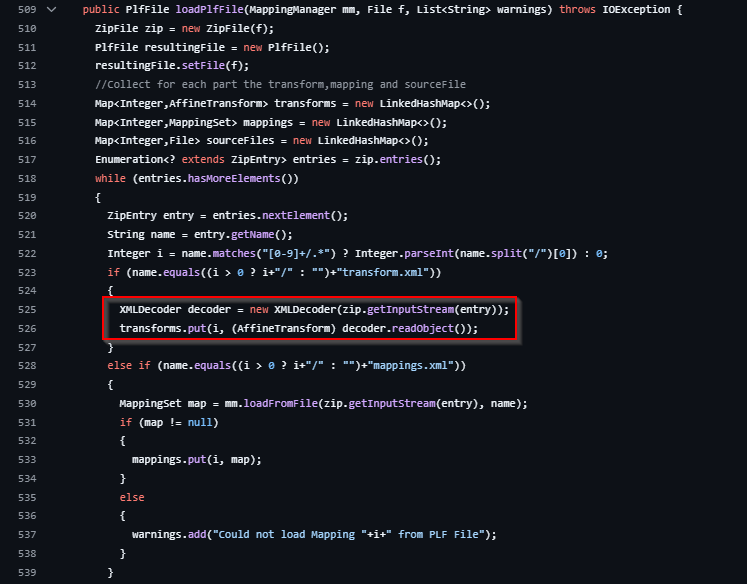 509 public PlfFile loadPlfFile(MappingManager mm, File f, List<String> warnings) throws IOException {
510 ZipFile zip = new ZipFile(f);
511 PlfFile resultingFile = new PlfFile();
512 resultingFile.setFile(f);
513 //Collect for each part the transform,mapping and sourceFile
514 Map<Integer,AffineTransform> transforms = new LinkedHashMap<>();
515 Map<Integer,MappingSet> mappings = new LinkedHashMap<>();
516 Map<Integer,File> sourceFiles = new LinkedHashMap<>();
517 Enumeration<? extends ZipEntry> entries = zip.entries();
518 while (entries.hasMoreElements())
519 {
520 ZipEntry entry = entries.nextElement();
521 String name = entry.getName();
522 Integer i = name.matches("[0-9]+/.*") ? Integer.parseInt(name.split("/")[0]) : 0;
523 if (name.equals((i > 0 ? i+"/" : "")+"transform.xml"))
524 {
525 XMLDecoder decoder = new XMLDecoder(zip.getInputStream(entry));
526 transforms.put(i, (AffineTransform) decoder.readObject());
527 }
528 else if (name.equals((i > 0 ? i+"/" : "")+"mappings.xml"))
529 {
530 MappingSet map = mm.loadFromFile(zip.getInputStream(entry), name);
531 if (map != null)
532 {
533 mappings.put(i, map);
534 }
535 else
536 {
537 warnings.add("Could not load Mapping "+i+" from PLF File");
538 }
539 }